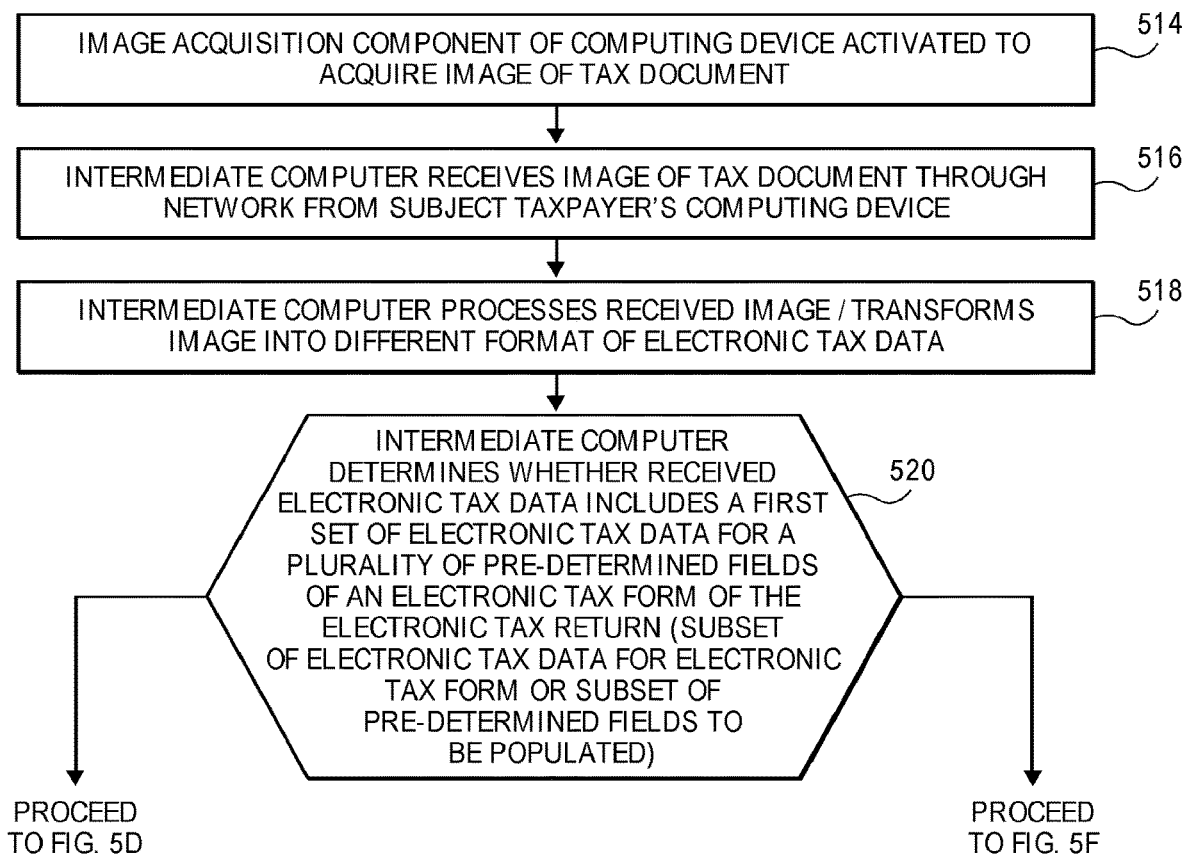 IMAGE ACQUISITION COMPONENT OF COMPUTING DEVICE ACTIVATED TO
ACQUIRE IMAGE OF TAX DOCUMENT
514
INTERMEDIATE COMPUTER RECEIVES IMAGE OF TAX DOCUMENT THROUGH
NETWORK FROM SUBJECT TAXPAYER'S COMPUTING DEVICE
516
INTERMEDIATE COMPUTER PROCESSES RECEIVED IMAGE / TRANSFORMS
IMAGE INTO DIFFERENT FORMAT OF ELECTRONIC TAX DATA
518
INTERMEDIATE COMPUTER
DETERMINES WHETHER RECEIVED
ELECTRONIC TAX DATA INCLUDES A FIRST
SET OF ELECTRONIC TAX DATA FOR A
PLURALITY OF PRE-DETERMINED FIELDS
OF AN ELECTRONIC TAX FORM OF THE
ELECTRONIC TAX RETURN (SUBSET
OF ELECTRONIC TAX DATA FOR ELECTRONIC
TAX FORM OR SUBSET OF
PRE-DETERMINED FIELDS TO
BE POPULATED)
520
PROCEED
TO FIG. 5D
PROCEED
TO FIG. 5F